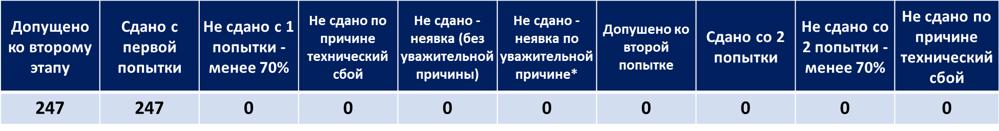 Допущено
ко второму
этапу
Сдано с
первой
попытки
Не сдано с 1
попытки -
менее 70%
Не сдано по
причине
технический
сбой
Не сдано -
неявка (без
уважительной
причины)
Не сдано -
неявка по
уважительной
причине*
Допушено ко
второй
попытке
Сдано со 2
попытки
Не сдано со
2 попытки -
менее 70%
Не сдано по
причине
технический
сбой
247
247
0
0
0
0
0
0
0
0